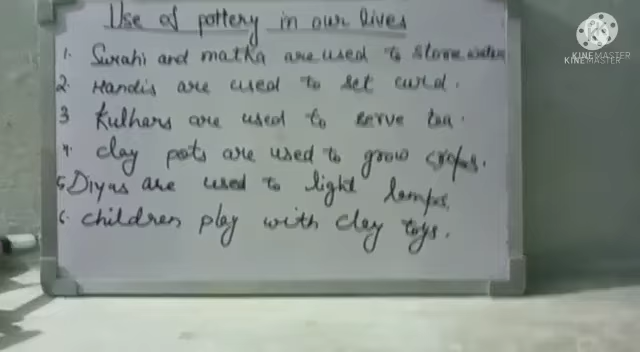 Use of pottery in our lives
1. Surahi and matka are used to store water
2. Handis are used to set curd.
3 Kulhars are used to serve tea.
4. clay pots are used to grow crops.
5. Diyas are used to light lamps.
6. children play with clay toys.
KINEMASTER
KINEMASTER